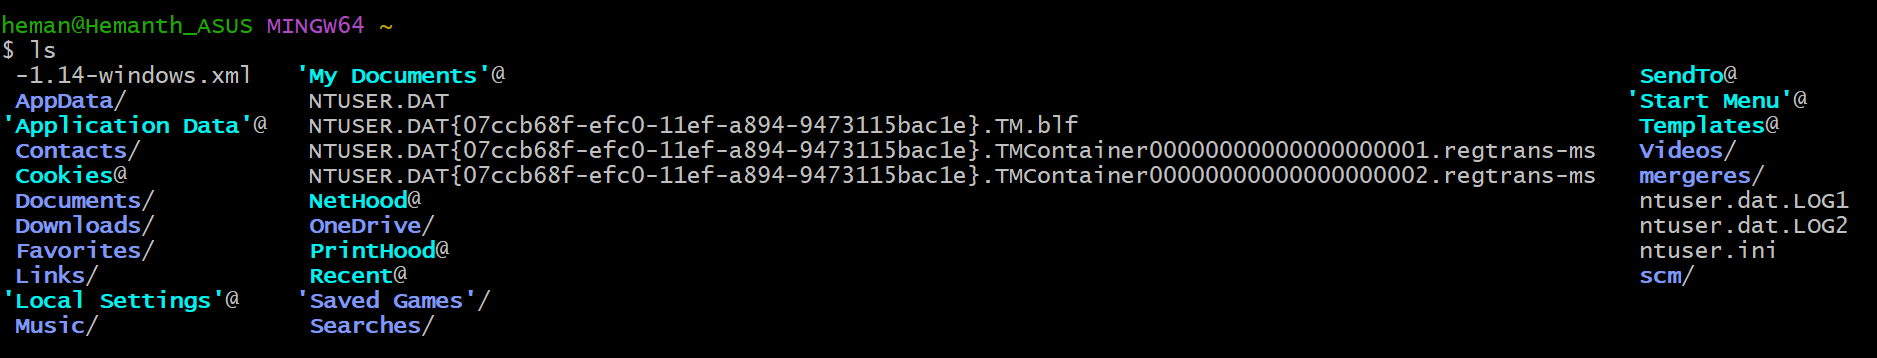 heman@Hemanth_ASUS MINGW64 ~
$ ls
-1.14-windows.xml 'My Documents'@ SendTo@
AppData/ NTUSER.DAT 'Start Menu'@
'Application Data'@ NTUSER.DAT{07ccb68f-efc0-11ef-a894-9473115bac1e}.TM.blf Templates@
Contacts/ NTUSER.DAT{07ccb68f-efc0-11ef-a894-9473115bac1e}.TMContainer00000000000000000001.regtrans-ms Videos/
Cookies@ NTUSER.DAT{07ccb68f-efc0-11ef-a894-9473115bac1e}.TMContainer00000000000000000002.regtrans-ms mergeres/
Documents/ NetHood@ ntuser.dat.LOG1
Downloads/ OneDrive/ ntuser.dat.LOG2
Favorites/ PrintHood@ ntuser.ini
Links/ Recent@ scm/
'Local Settings'@ 'Saved Games'/
Music/ Searches/